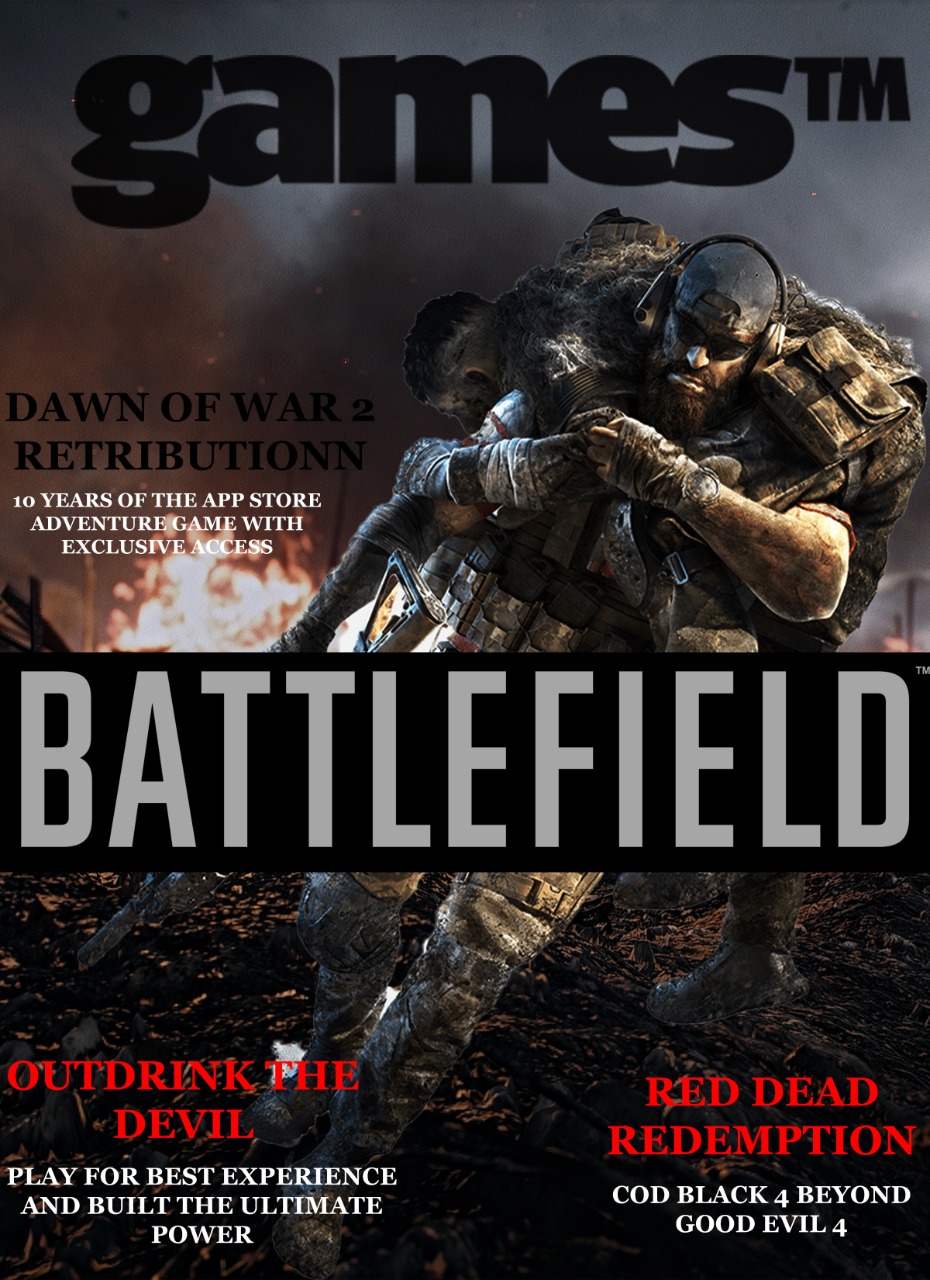 games™
DAWN OF WAR 2
RETRIBUTIONN
10 YEARS OF THE APP STORE
ADVENTURE GAME WITH
EXCLUSIVE ACCESS
BATTLEFIELD™
OUTDRINK THE
DEVIL
PLAY FOR BEST EXPERIENCE
AND BUILT THE ULTIMATE
POWER
RED DEAD
REDEMPTION
COD BLACK 4 BEYOND
GOOD EVIL 4